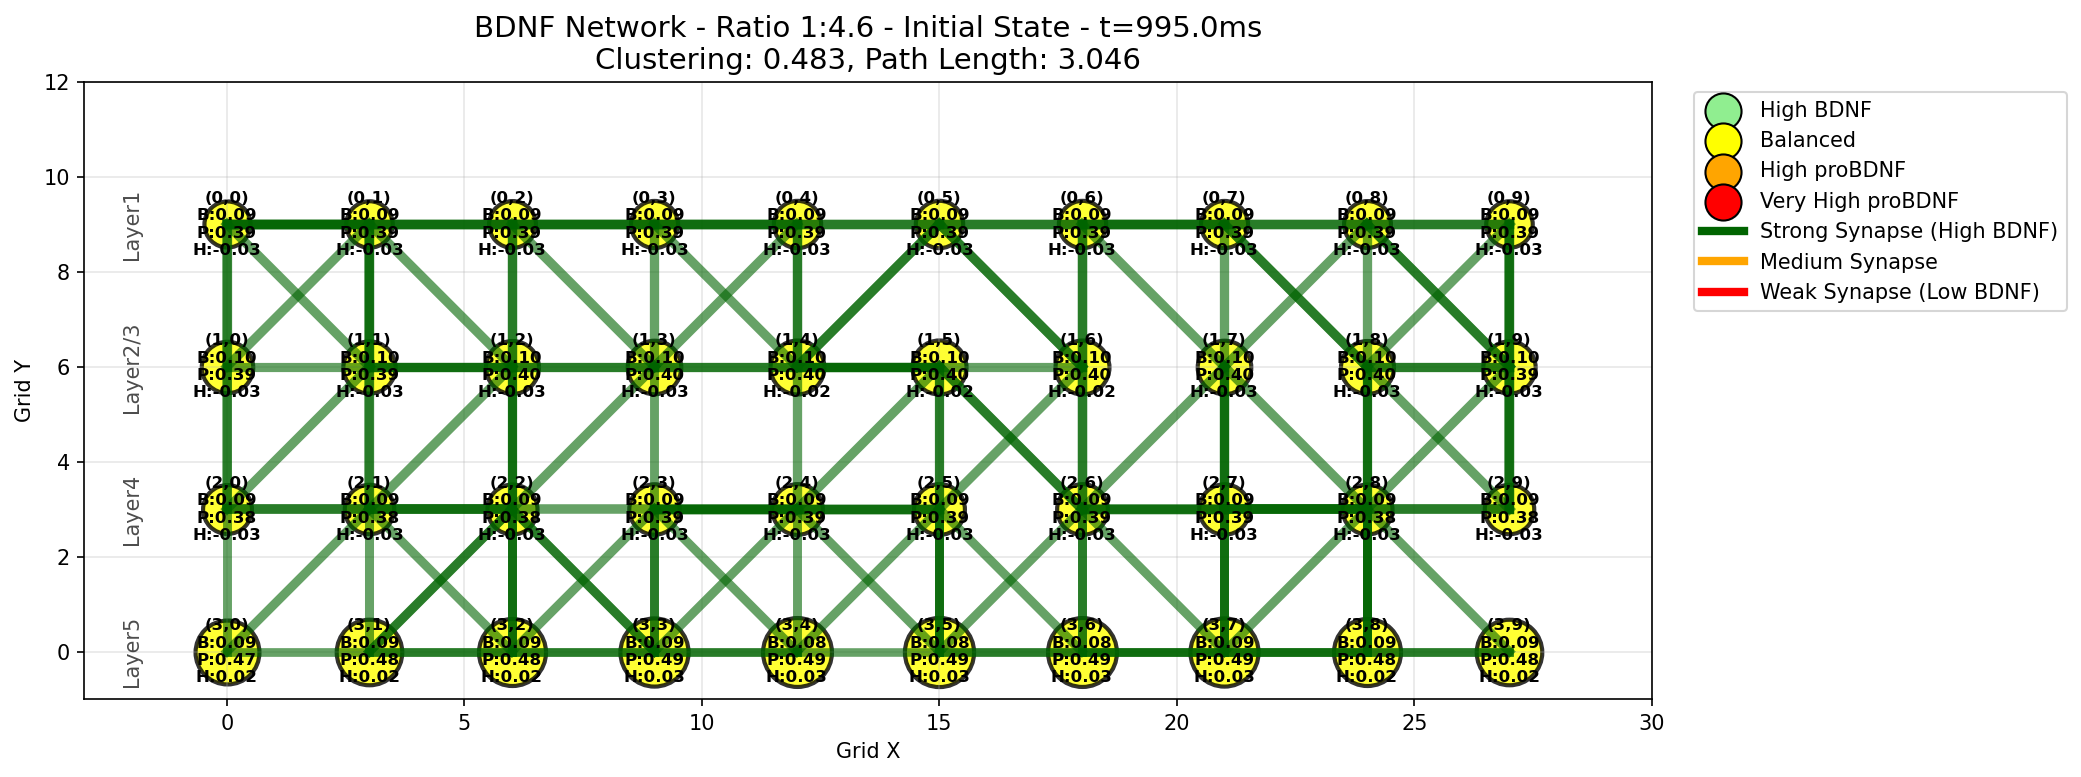 BDNF Network - Ratio 1:4.6 - Initial State - t=995.0ms
Clustering: 0.483, Path Length: 3.046
High BDNF
Balanced
High proBDNF
Very High proBDNF
Strong Synapse (High BDNF)
Medium Synapse
Weak Synapse (Low BDNF)
Grid Y
12
10
8
6
4
2
0
Layer1
(0,0) (0,1) (0,2) (0,3) (0,4) (0,5) (0,6) (0,7) (0,8) (0,9)
B:0.09 B:0.09 B:0.09 B:0.09 B:0.09 B:0.09 B:0.09 B:0.09 B:0.09 B:0.09
P:0.39 P:0.39 P:0.39 P:0.39 P:0.39 P:0.39 P:0.39 P:0.39 P:0.39 P:0.39
H:-0.03 H:-0.03 H:-0.03 H:-0.03 H:-0.03 H:-0.03 H:-0.03 H:-0.03 H:-0.03 H:-0.03
Layer2/3
(1,0) (1,1) (1,2) (1,3) (1,4) (1,5) (1,6) (1,7) (1,8) (1,9)
B:0.10 B:0.10 B:0.10 B:0.10 B:0.10 B:0.10 B:0.10 B:0.10 B:0.10 B:0.10
P:0.39 P:0.39 P:0.40 P:0.40 P:0.40 P:0.40 P:0.40 P:0.40 P:0.40 P:0.39
H:-0.03 H:-0.03 H:-0.03 H:-0.03 H:-0.02 H:-0.02 H:-0.02 H:-0.03 H:-0.03 H:-0.03
Layer4
(2,0) (2,1) (2,2) (2,3) (2,4) (2,5) (2,6) (2,7) (2,8) (2,9)
B:0.09 B:0.09 B:0.09 B:0.09 B:0.09 B:0.09 B:0.09 B:0.09 B:0.09 B:0.09
P:0.38 P:0.38 P:0.38 P:0.39 P:0.39 P:0.39 P:0.39 P:0.39 P:0.38 P:0.38
H:-0.03 H:-0.03 H:-0.03 H:-0.03 H:-0.03 H:-0.03 H:-0.03 H:-0.03 H:-0.03 H:-0.03
Layer5
(3,0) (3,1) (3,2) (3,3) (3,4) (3,5) (3,6) (3,7) (3,8) (3,9)
B:0.09 B:0.09 B:0.09 B:0.09 B:0.08 B:0.08 B:0.08 B:0.09 B:0.09 B:0.09
P:0.47 P:0.48 P:0.48 P:0.49 P:0.49 P:0.49 P:0.49 P:0.49 P:0.48 P:0.48
H:0.02 H:0.02 H:0.02 H:0.03 H:0.03 H:0.03 H:0.03 H:0.03 H:0.02 H:0.02
0 5 10 15 20 25 30
Grid X